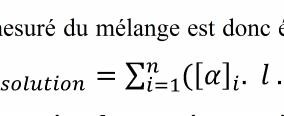 mesuré du mélange est donc
solution = ∑ⁿᵢ₌₁([α]ᵢ. l .